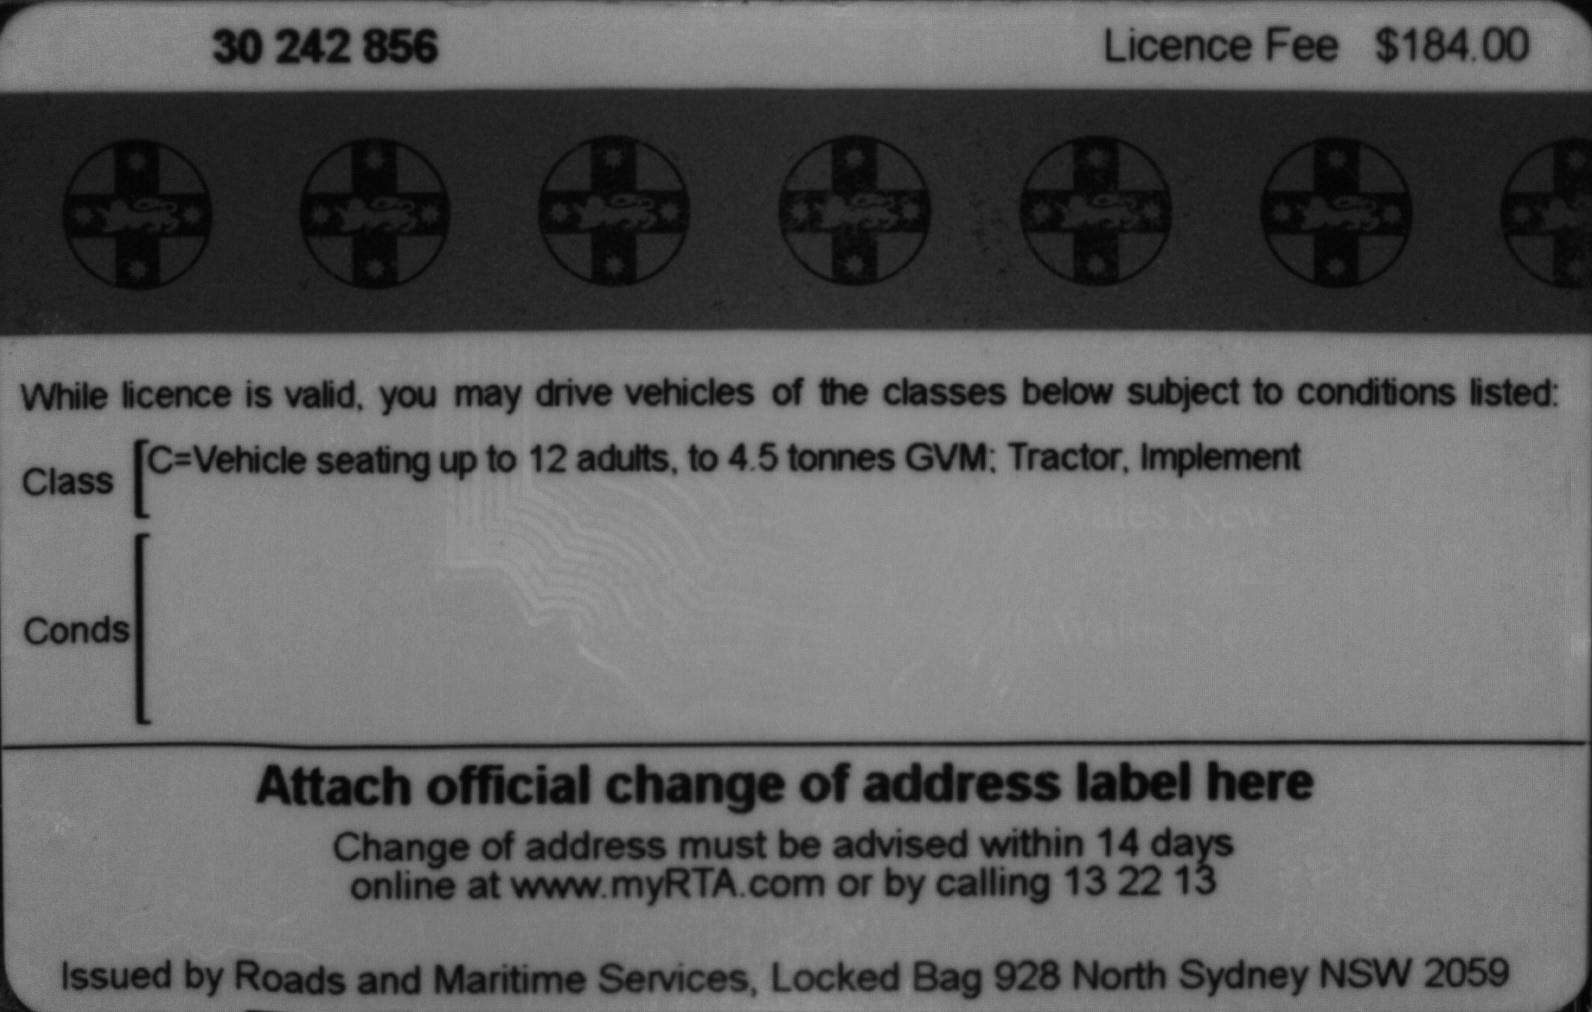 30 242 856 Licence Fee $184.00
While licence is valid, you may drive vehicles of the classes below subject to conditions listed:
Class [C=Vehicle seating up to 12 adults, to 4.5 tonnes GVM; Tractor, Implement
Conds [
Wales New
Wales
Attach official change of address label here
Change of address must be advised within 14 days
online at www.myRTA.com or by calling 13 22 13
Issued by Roads and Maritime Services, Locked Bag 928 North Sydney NSW 2059